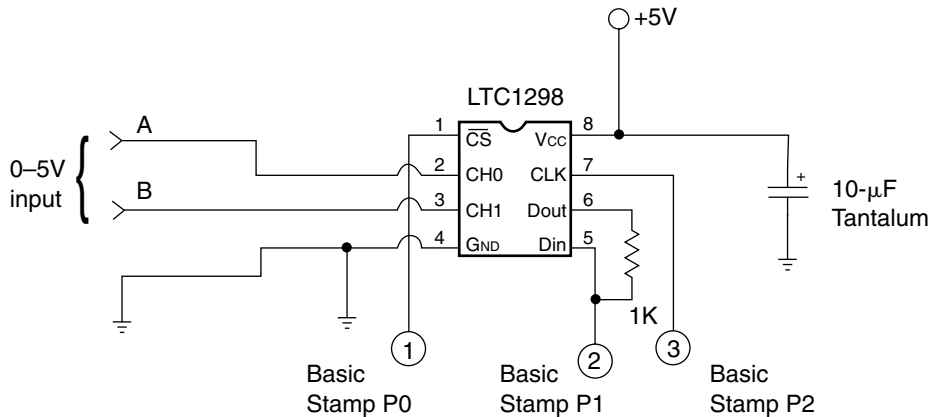 +5V
LTC1298
A
B
0–5V
input
1
2
3
4
CS
CH0
CH1
GND
VCC
CLK
Dout
Din
8
7
6
5
+
10-μF
Tantalum
1K
1
2
3
Basic
Stamp P0
Basic
Stamp P1
Basic
Stamp P2